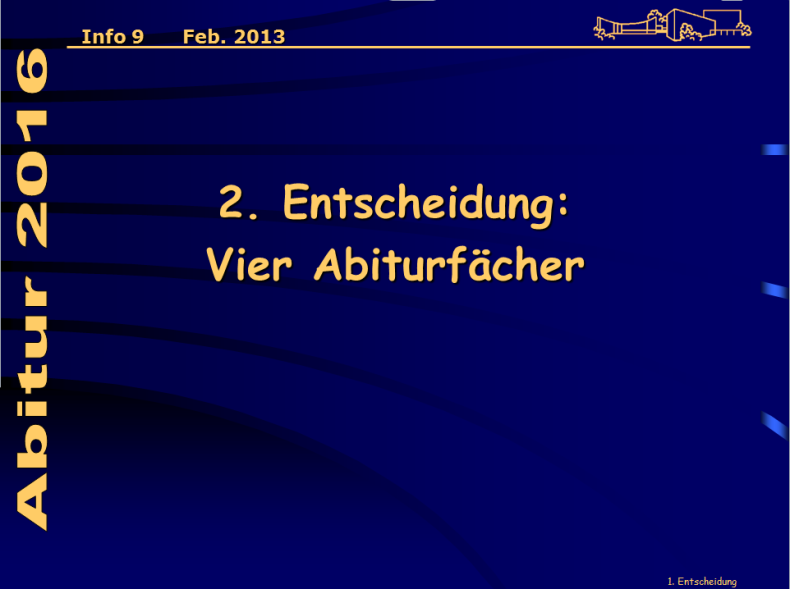 Info 9 Feb. 2013
Abitur 2016
2. Entscheidung:
Vier Abiturfächer
1. Entscheidung